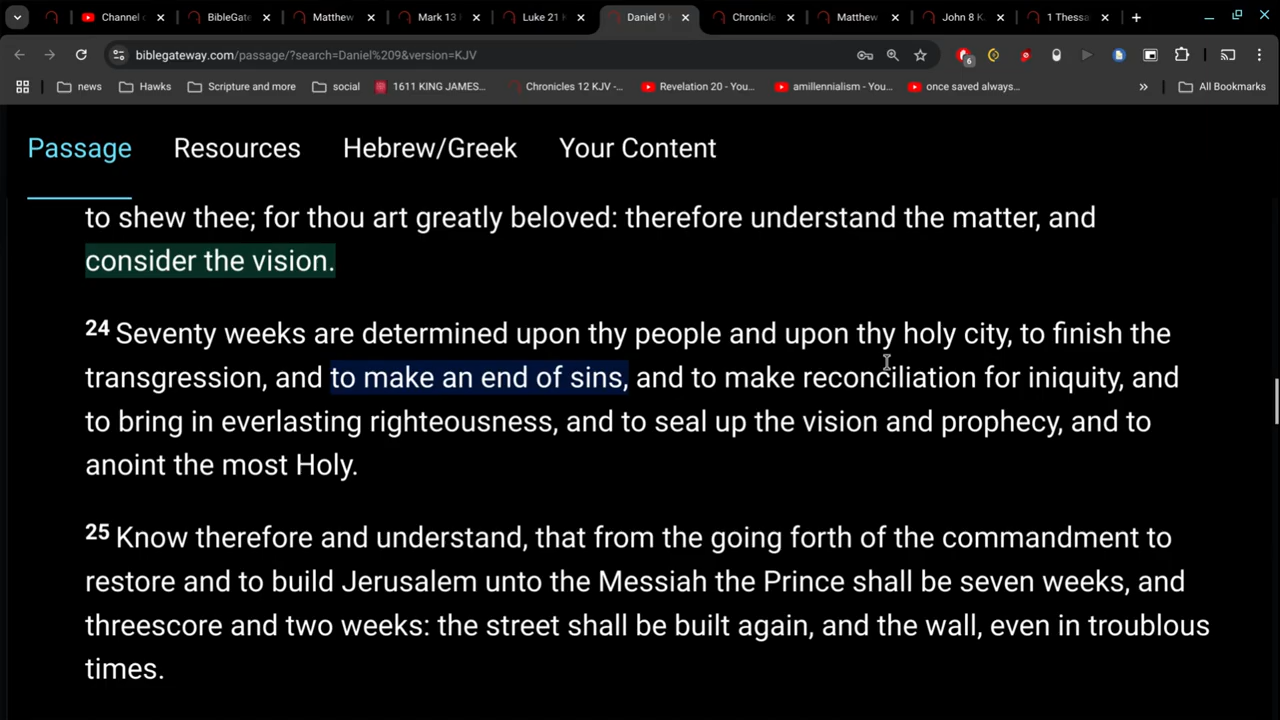 Channel c
BibleGate
Matthew
Mark 13 K
Luke 21 K
Daniel 9 K
Chronicle
Matthew
John 8 K
1 Thessa
biblegateway.com/passage/?search=Daniel%209&version=KJV
6
news
Hawks
Scripture and more
social
1611 KING JAMES...
Chronicles 12 KJV -...
Revelation 20 - You...
amillennialism - You...
once saved always...
All Bookmarks
Passage
Resources
Hebrew/Greek
Your Content
to shew thee; for thou art greatly beloved: therefore understand the matter, and
consider the vision.
24 Seventy weeks are determined upon thy people and upon thy holy city, to finish the
transgression, and to make an end of sins, and to make reconciliation for iniquity, and
to bring in everlasting righteousness, and to seal up the vision and prophecy, and to
anoint the most Holy.
25 Know therefore and understand, that from the going forth of the commandment to
restore and to build Jerusalem unto the Messiah the Prince shall be seven weeks, and
threescore and two weeks: the street shall be built again, and the wall, even in troublous
times.